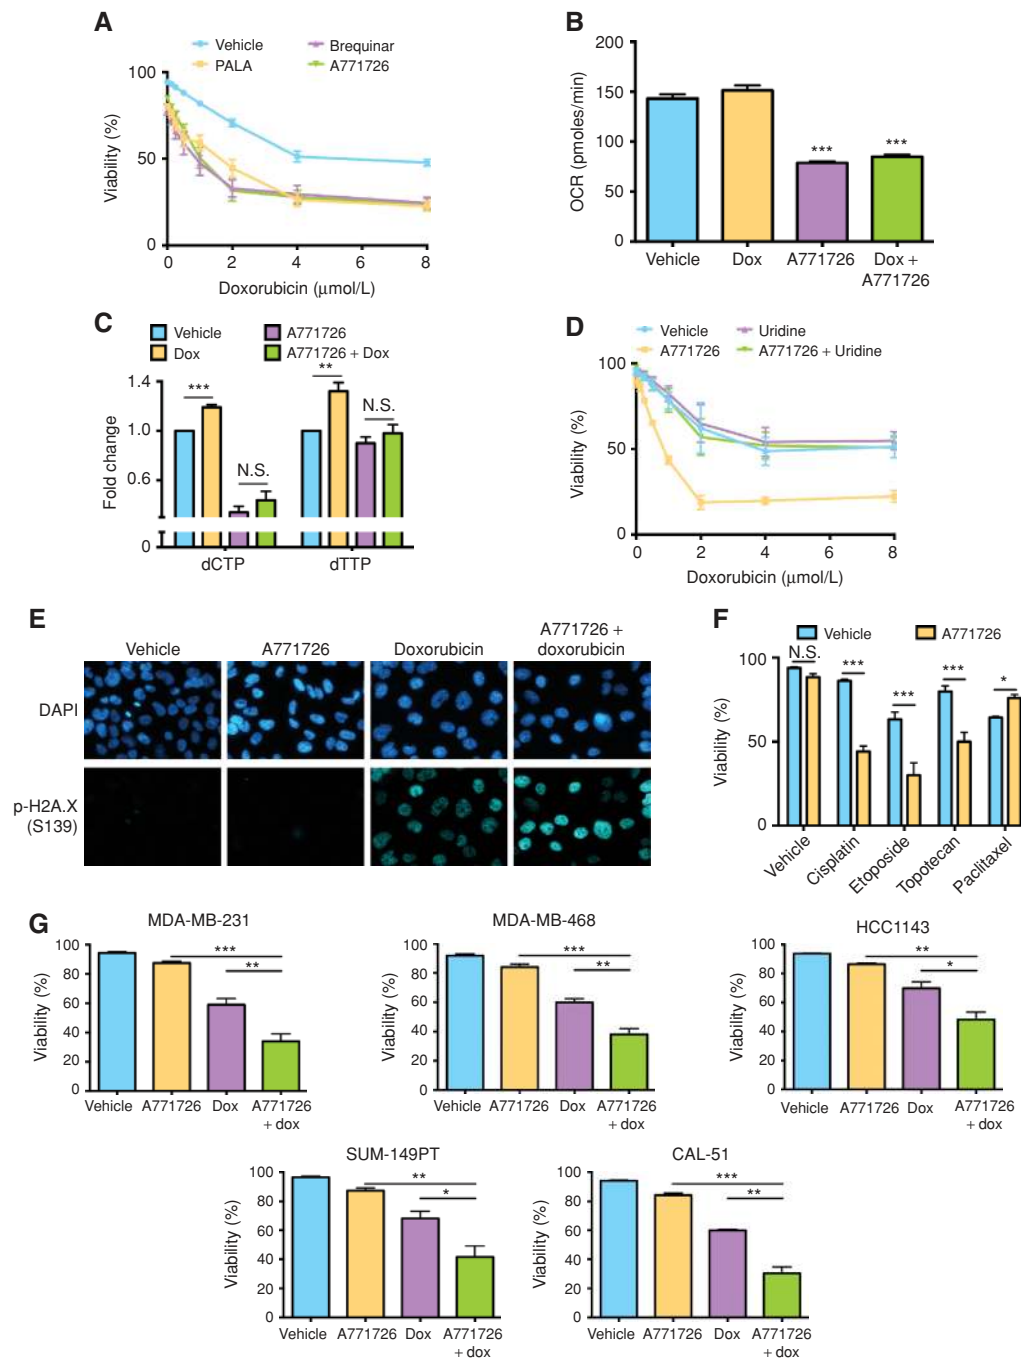 A
Vehicle
Brequinar
PALA
A771726
100
50
0
Viability (%)
0 2 4 6 8
Doxorubicin (μmol/L)
B
200
150
100
50
0
OCR (pmoles/min)
***
***
Vehicle Dox A771726 Dox +
A771726
C
Vehicle
A771726
Dox
A771726 + Dox
1.4
1.0
0.6
0
Fold change
***
N.S.
**
N.S.
dCTP dTTP
D
Vehicle
Uridine
A771726
A771726 + Uridine
100
50
0
Viability (%)
0 2 4 6 8
Doxorubicin (μmol/L)
E
Vehicle A771726 Doxorubicin A771726 +
doxorubicin
DAPI
p-H2A.X
(S139)
F
Vehicle A771726
100
50
0
Viability (%)
N.S.
***
***
***
*
Vehicle Cisplatin Etoposide Topotecan Paclitaxel
G
MDA-MB-231
100
80
60
40
20
0
Viability (%)
***
**
Vehicle A771726 Dox A771726
+ dox
MDA-MB-468
100
80
60
40
20
0
Viability (%)
***
**
Vehicle A771726 Dox A771726
+ dox
HCC1143
100
80
60
40
20
0
Viability (%)
**
*
Vehicle A771726 Dox A771726
+ dox
SUM-149PT
100
80
60
40
20
0
Viability (%)
**
*
Vehicle A771726 Dox A771726
+ dox
CAL-51
100
80
60
40
20
0
Viability (%)
***
**
Vehicle A771726 Dox A771726
+ dox